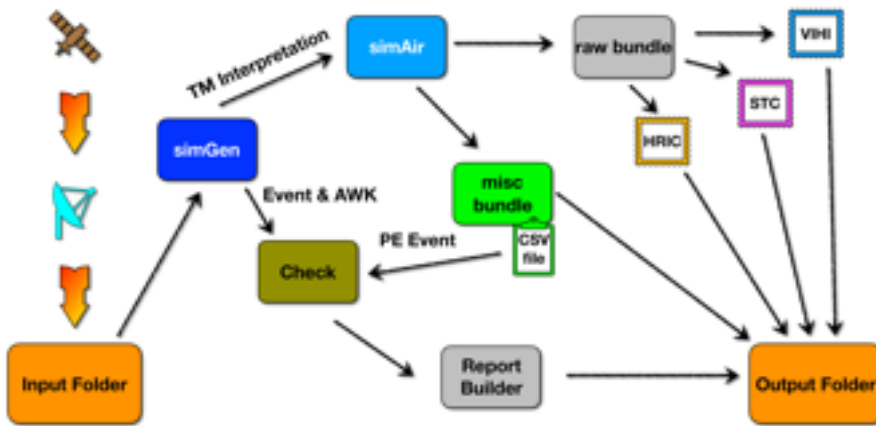 VIHI
TM Interpretation
simAir
raw bundle
STC
HRIC
simGen
misc
bundle
Event & AWK
PE Event
CSV
file
Check
Input Folder
Report
Builder
Output Folder